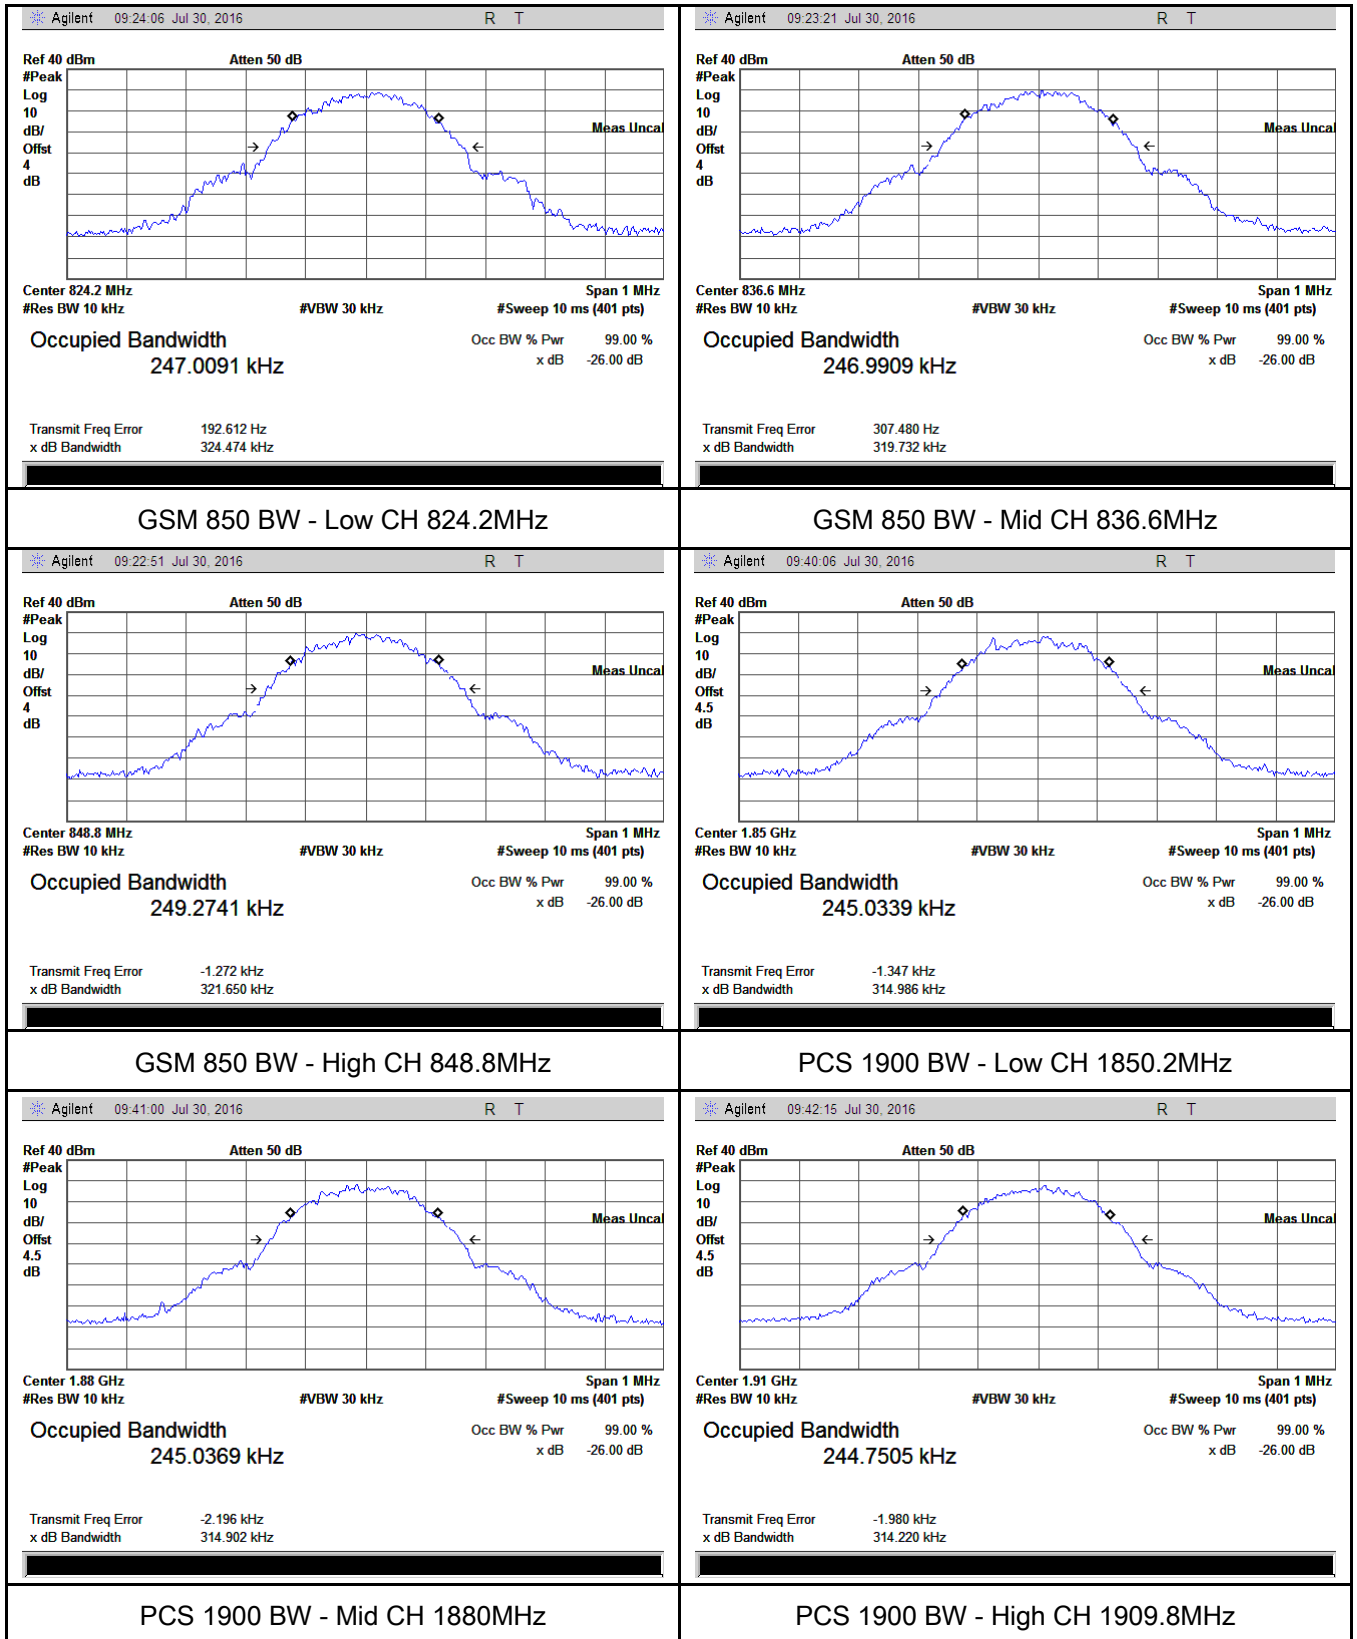 Agilent 09:24:06 Jul 30, 2016 R T
Ref 40 dBm Atten 50 dB
#Peak
Log
10
dB/
Offst
4
dB
Meas Uncal
Center 824.2 MHz Span 1 MHz
#Res BW 10 kHz #VBW 30 kHz #Sweep 10 ms (401 pts)
Occupied Bandwidth Occ BW % Pwr 99.00 %
247.0091 kHz x dB -26.00 dB
Transmit Freq Error 192.612 Hz
x dB Bandwidth 324.474 kHz
GSM 850 BW - Low CH 824.2MHz
Agilent 09:23:21 Jul 30, 2016 R T
Ref 40 dBm Atten 50 dB
#Peak
Log
10
dB/
Offst
4
dB
Meas Uncal
Center 836.6 MHz Span 1 MHz
#Res BW 10 kHz #VBW 30 kHz #Sweep 10 ms (401 pts)
Occupied Bandwidth Occ BW % Pwr 99.00 %
246.9909 kHz x dB -26.00 dB
Transmit Freq Error 307.480 Hz
x dB Bandwidth 319.732 kHz
GSM 850 BW - Mid CH 836.6MHz
Agilent 09:22:51 Jul 30, 2016 R T
Ref 40 dBm Atten 50 dB
#Peak
Log
10
dB/
Offst
4
dB
Meas Uncal
Center 848.8 MHz Span 1 MHz
#Res BW 10 kHz #VBW 30 kHz #Sweep 10 ms (401 pts)
Occupied Bandwidth Occ BW % Pwr 99.00 %
249.2741 kHz x dB -26.00 dB
Transmit Freq Error -1.272 kHz
x dB Bandwidth 321.650 kHz
GSM 850 BW - High CH 848.8MHz
Agilent 09:40:06 Jul 30, 2016 R T
Ref 40 dBm Atten 50 dB
#Peak
Log
10
dB/
Offst
4.5
dB
Meas Uncal
Center 1.85 GHz Span 1 MHz
#Res BW 10 kHz #VBW 30 kHz #Sweep 10 ms (401 pts)
Occupied Bandwidth Occ BW % Pwr 99.00 %
245.0339 kHz x dB -26.00 dB
Transmit Freq Error -1.347 kHz
x dB Bandwidth 314.986 kHz
PCS 1900 BW - Low CH 1850.2MHz
Agilent 09:41:00 Jul 30, 2016 R T
Ref 40 dBm Atten 50 dB
#Peak
Log
10
dB/
Offst
4.5
dB
Meas Uncal
Center 1.88 GHz Span 1 MHz
#Res BW 10 kHz #VBW 30 kHz #Sweep 10 ms (401 pts)
Occupied Bandwidth Occ BW % Pwr 99.00 %
245.0369 kHz x dB -26.00 dB
Transmit Freq Error -2.196 kHz
x dB Bandwidth 314.902 kHz
PCS 1900 BW - Mid CH 1880MHz
Agilent 09:42:15 Jul 30, 2016 R T
Ref 40 dBm Atten 50 dB
#Peak
Log
10
dB/
Offst
4.5
dB
Meas Uncal
Center 1.91 GHz Span 1 MHz
#Res BW 10 kHz #VBW 30 kHz #Sweep 10 ms (401 pts)
Occupied Bandwidth Occ BW % Pwr 99.00 %
244.7505 kHz x dB -26.00 dB
Transmit Freq Error -1.980 kHz
x dB Bandwidth 314.220 kHz
PCS 1900 BW - High CH 1909.8MHz